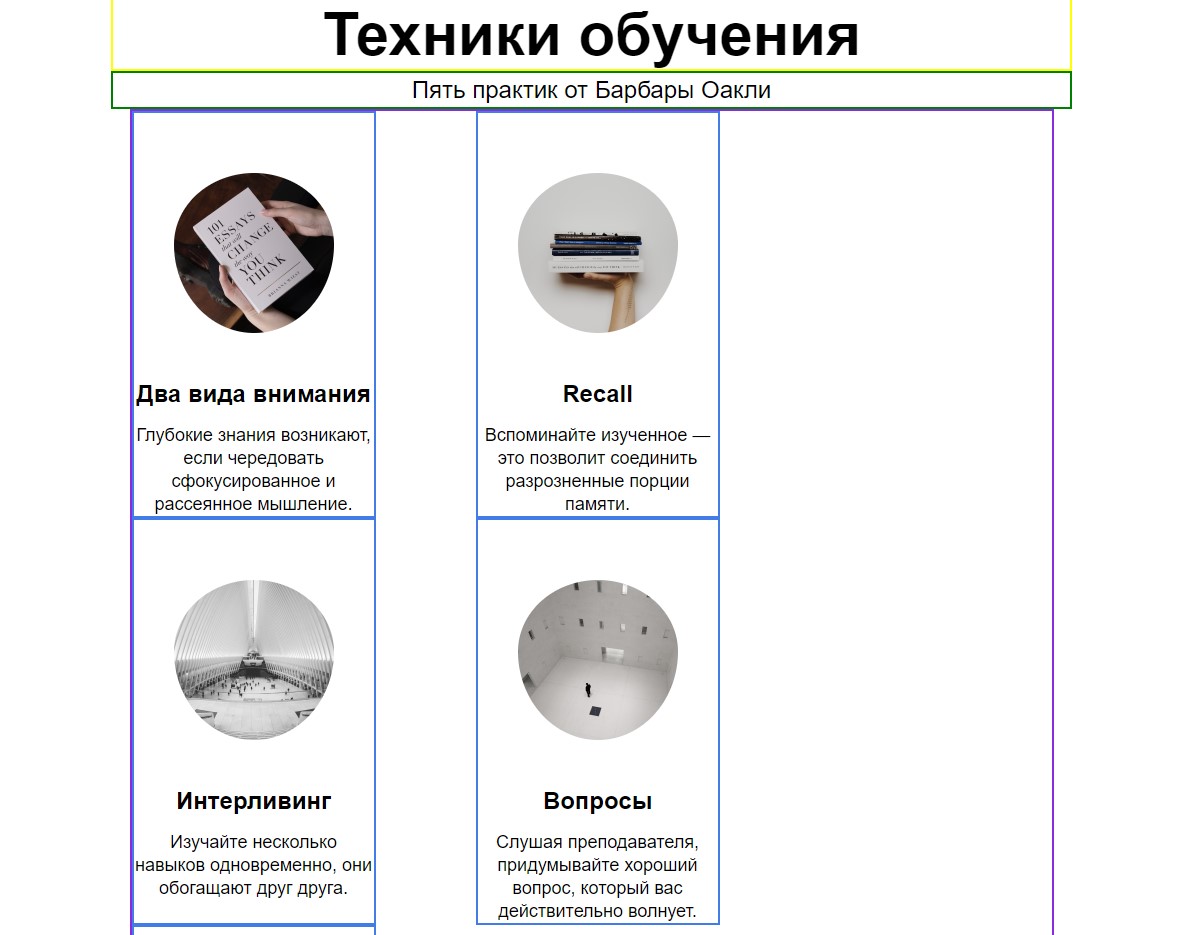 Техники обучения
Пять практик от Барбары Оакли
101
ESSAYS
that will
CHANGE
the way
YOU
THINK
Два вида внимания
Глубокие знания возникают,
если чередовать
сфокусированное и
рассеянное мышление.
Recall
Вспоминайте изученное —
это позволит соединить
разрозненные порции
памяти.
Интерливинг
Изучайте несколько
навыков одновременно, они
обогащают друг друга.
Вопросы
Слушая преподавателя,
придумывайте хороший
вопрос, который вас
действительно волнует.